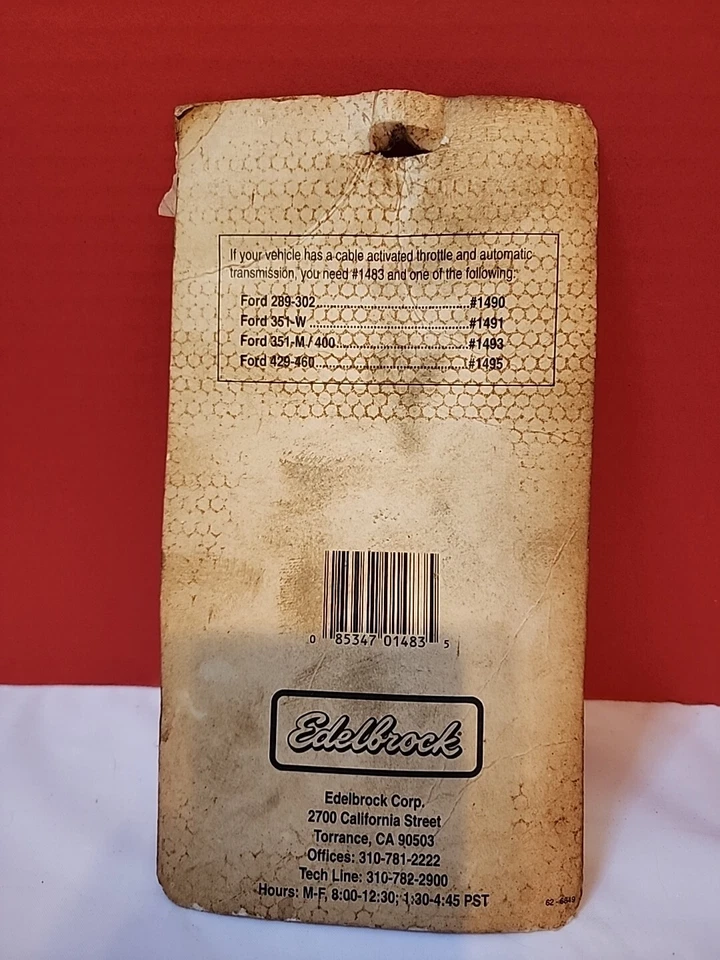 If your vehicle has a cable activated throttle and automatic
transmission, you need #1483 and one of the following:
Ford 289-302..........#1490
Ford 351-W..........#1491
Ford 351-M / 400..........#1493
Ford 429-460..........#1495
0 85347 01483 5
Edelbrock
Edelbrock Corp.
2700 California Street
Torrance, CA 90503
Offices: 310-781-2222
Tech Line: 310-782-2900
Hours: M-F, 8:00-12:30; 1:30-4:45 PST